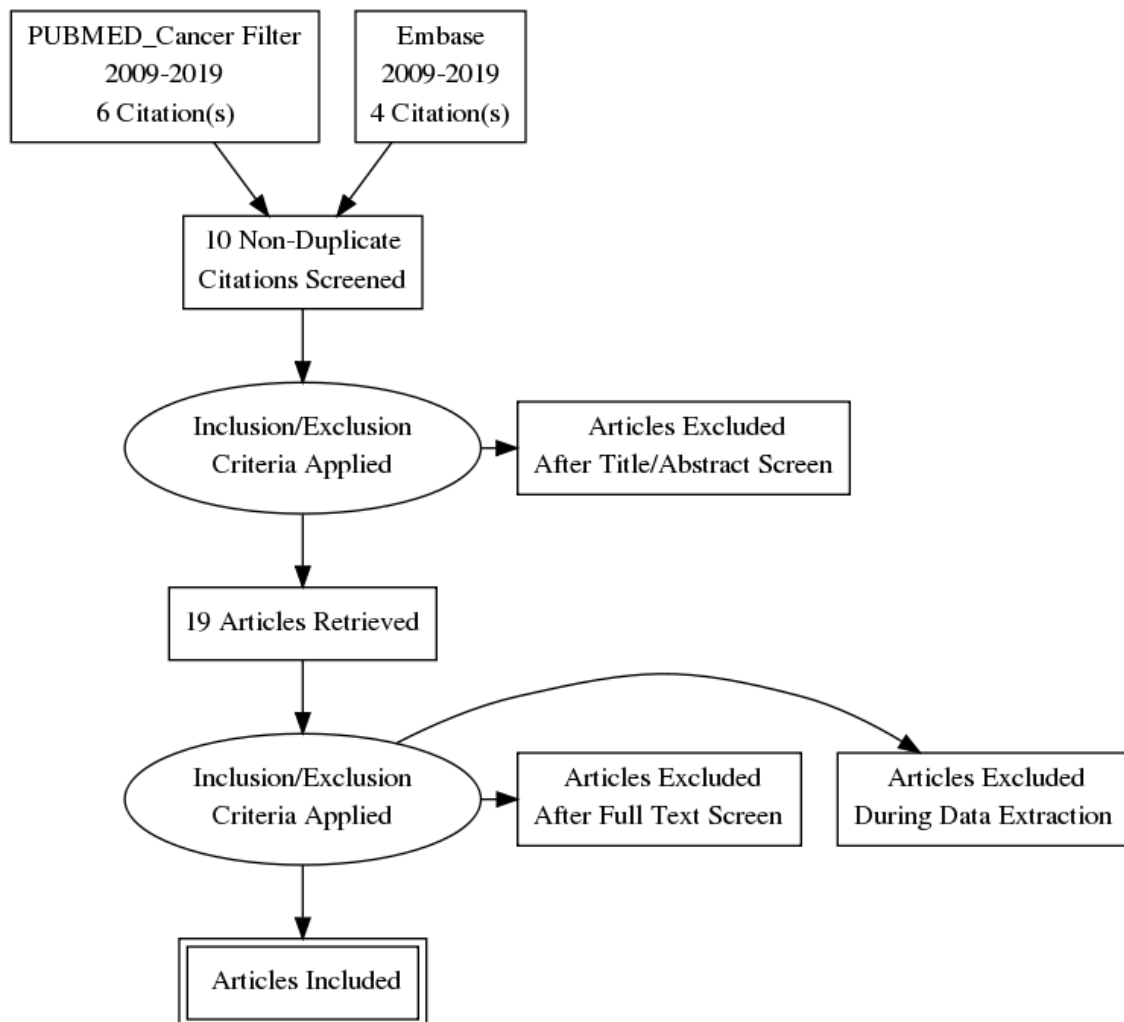 PUBMED_Cancer Filter
2009-2019
6 Citation(s)
Embase
2009-2019
4 Citation(s)
10 Non-Duplicate
Citations Screened
Inclusion/Exclusion
Criteria Applied
Articles Excluded
After Title/Abstract Screen
19 Articles Retrieved
Inclusion/Exclusion
Criteria Applied
Articles Excluded
After Full Text Screen
Articles Excluded
During Data Extraction
Articles Included